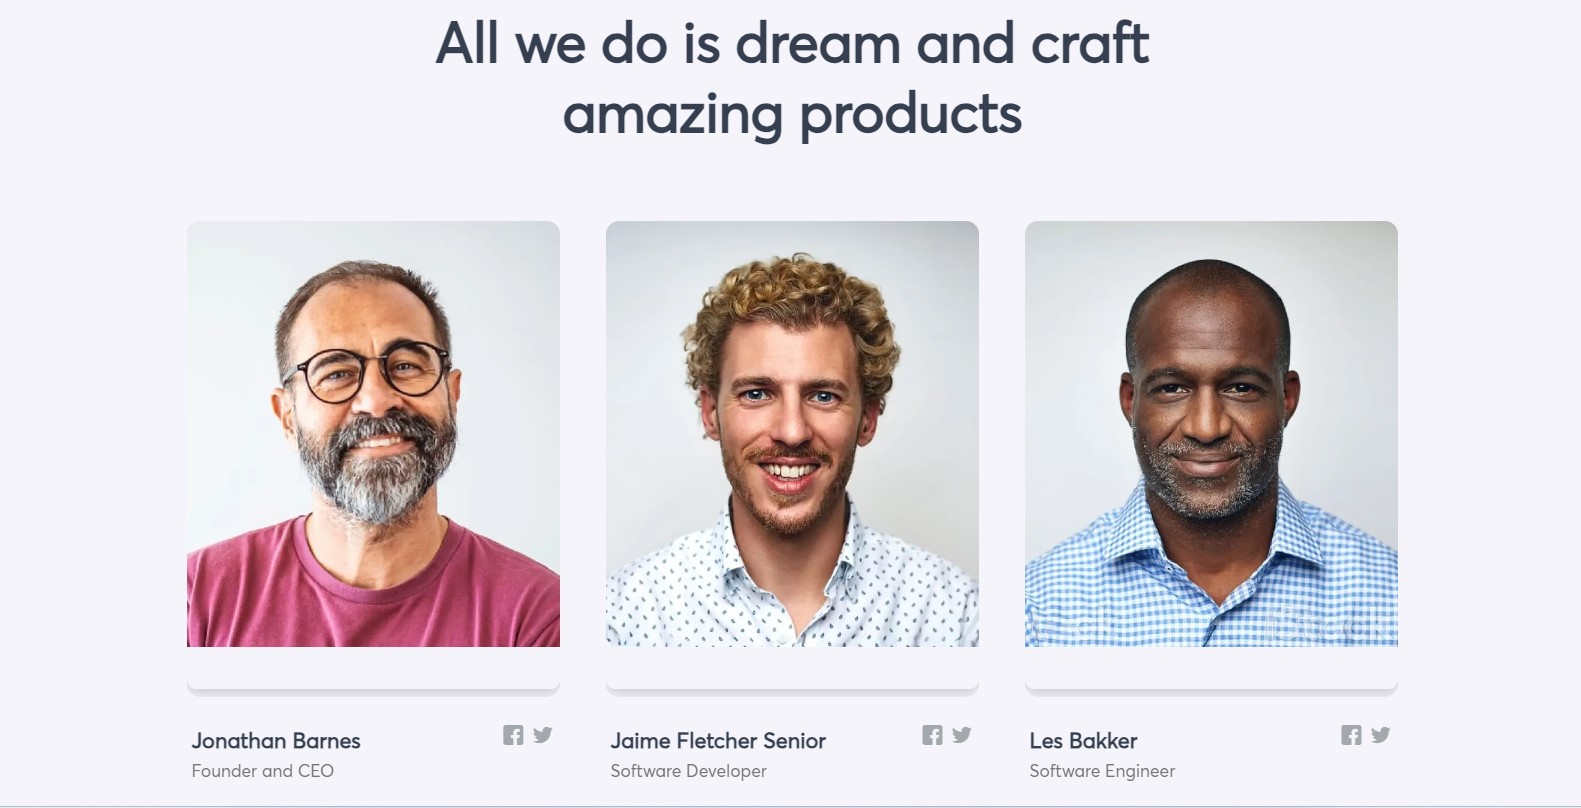 All we do is dream and craft
amazing products
Jonathan Barnes
Founder and CEO
Jaime Fletcher Senior
Software Developer
Les Bakker
Software Engineer